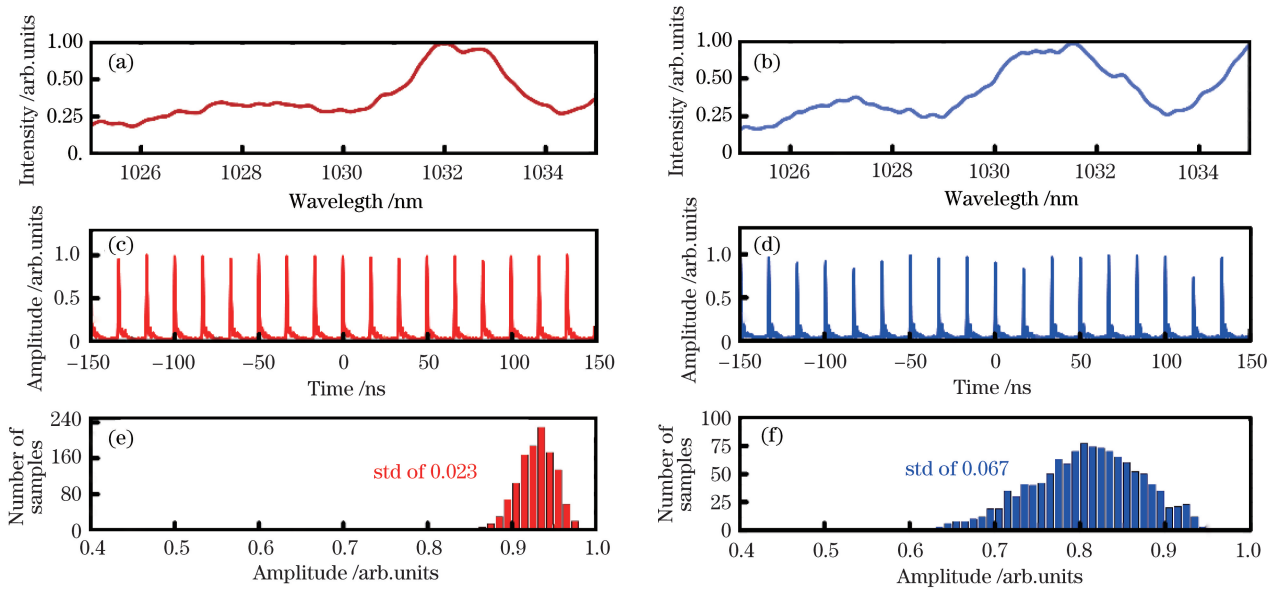 (a)
Intensity /arb.units
1.00
0.50
0.25
0.
1026
1028
1030
1032
1034
Wavelegth /nm
(b)
Intensity /arb.units
1.00
0.50
0.25
0
1026
1028
1030
1032
1034
Wavelegth /nm
(c)
Amplitude /arb.units
1.0
0.5
0
−150
−100
−50
0
50
100
150
Time /ns
(d)
Amplitude /arb.units
1.0
0.5
0
−150
−100
−50
0
50
100
150
Time /ns
(e)
Number of
samples
240
160
80
0
std of 0.023
0.4
0.5
0.6
0.7
0.8
0.9
1.0
Amplitude /arb.units
(f)
Number of
samples
100
75
50
25
0
std of 0.067
0.4
0.5
0.6
0.7
0.8
0.9
1.0
Amplitude /arb.units